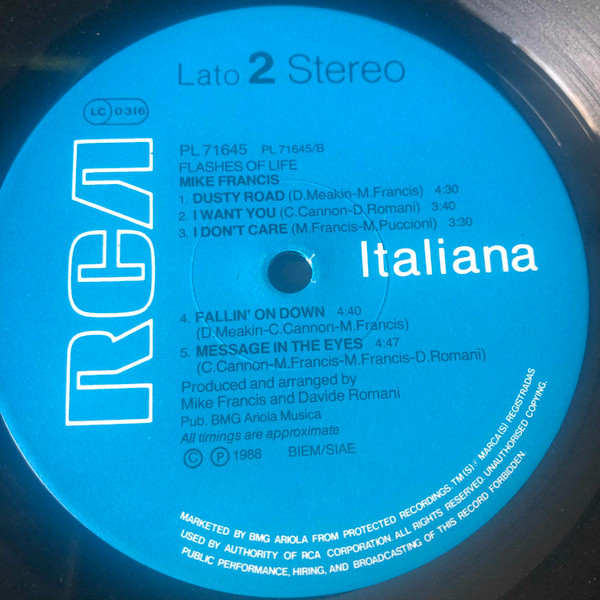 Lato 2 Stereo
LC 0316
RCA
PL 71645 PL 71645/B
FLASHES OF LIFE
MIKE FRANCIS
1. DUSTY ROAD (D.Meakin-M.Francis) 4:30
2. I WANT YOU (C.Cannon-D.Romani) 3:40
3. I DON'T CARE (M.Francis-M.Puccioni) 3:30
Italiana
4. FALLIN' ON DOWN 4:40
(D.Meakin-C.Cannon-M.Francis)
5. MESSAGE IN THE EYES 4:47
(C.Cannon-M.Francis-M.Francis-D.Romani)
Produced and arranged by
Mike Francis and Davide Romani
Pub. BMG Ariola Musica
All timings are approximate
© ℗ 1988 BIEM/SIAE
MARKETED BY BMG ARIOLA FROM PROTECTED RECORDINGS.TM(S)® MARCA(S) REGISTRADAS
USED BY AUTHORITY OF RCA CORPORATION. ALL RIGHTS RESERVED. UNAUTHORISED COPYING,
PUBLIC PERFORMANCE, HIRING, AND BROADCASTING OF THIS RECORD FORBIDDEN.